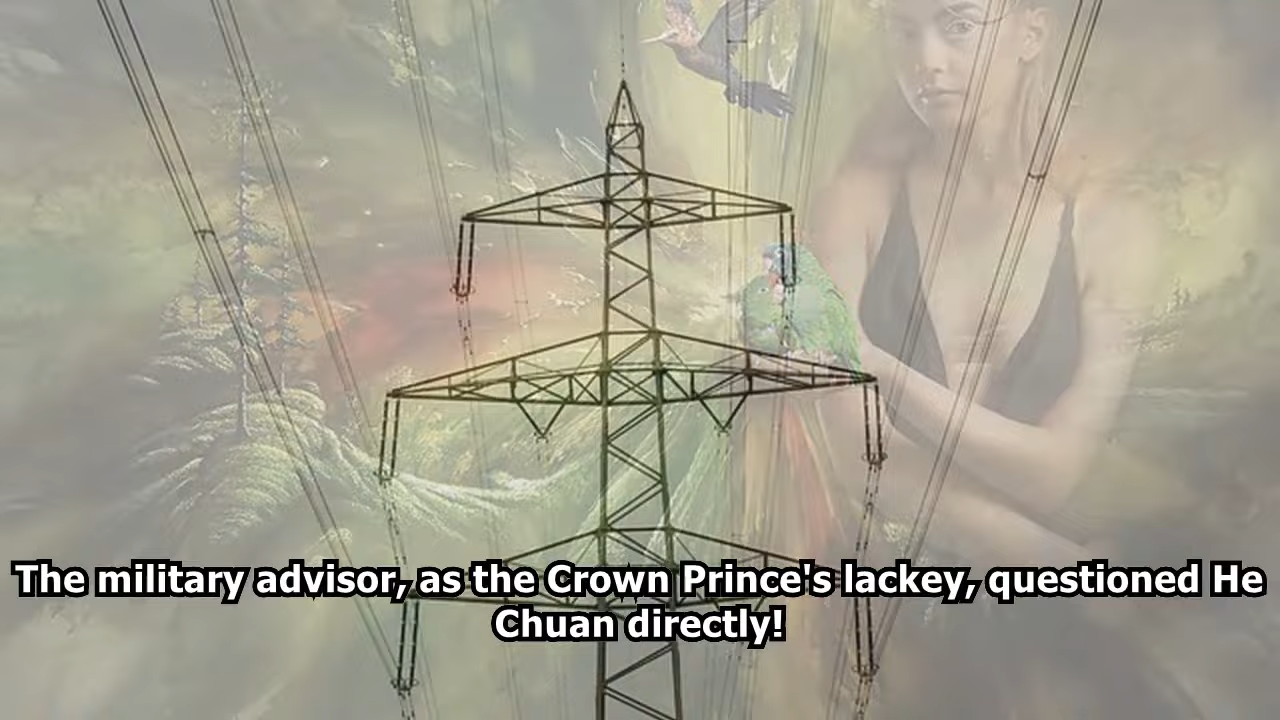 The military advisor, as the Crown Prince's lackey, questioned He
Chuan directly!